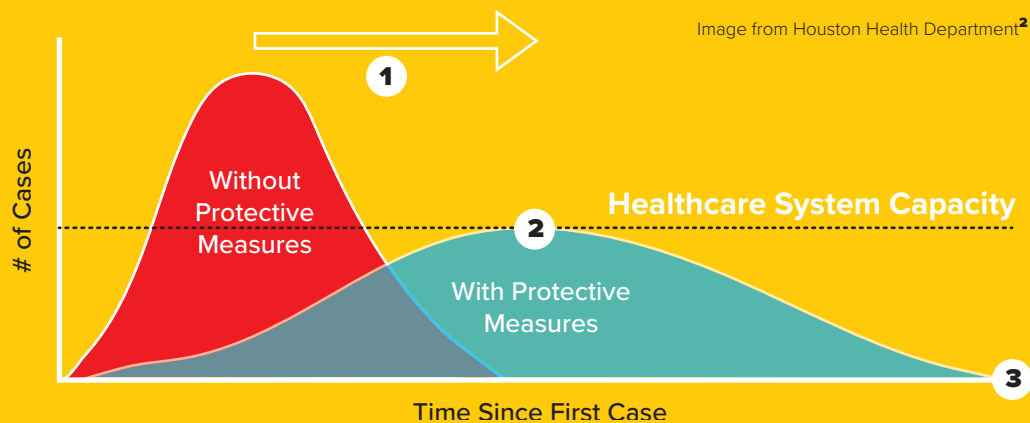 Image from Houston Health Department²
1
# of Cases
Without
Protective
Measures
Healthcare System Capacity
2
With Protective
Measures
3
Time Since First Case